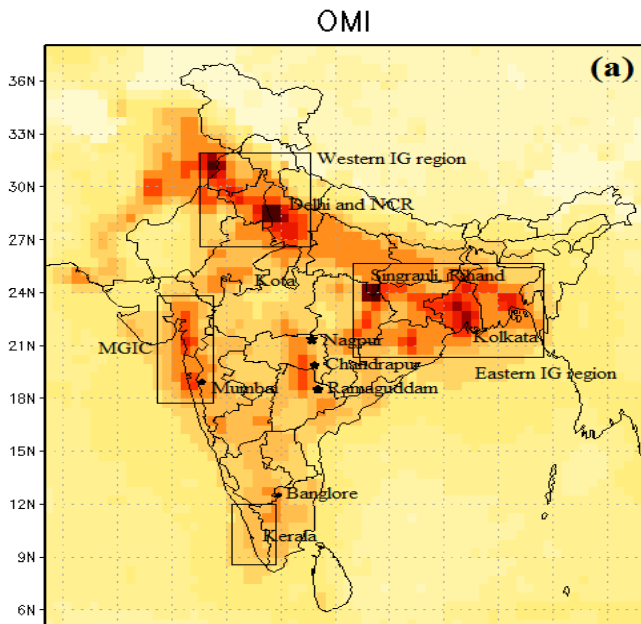 OMI
(a)
36N
33N
Western IG region
30N
Delhi and NCR
27N
Kota
Singrauli, Rihand
24N
MGIC
Nagpur
Kolkata
21N
Chandrapur
Eastern IG region
Mumbai
Ramaguddam
18N
15N
Banglore
12N
Kerala
9N
6N